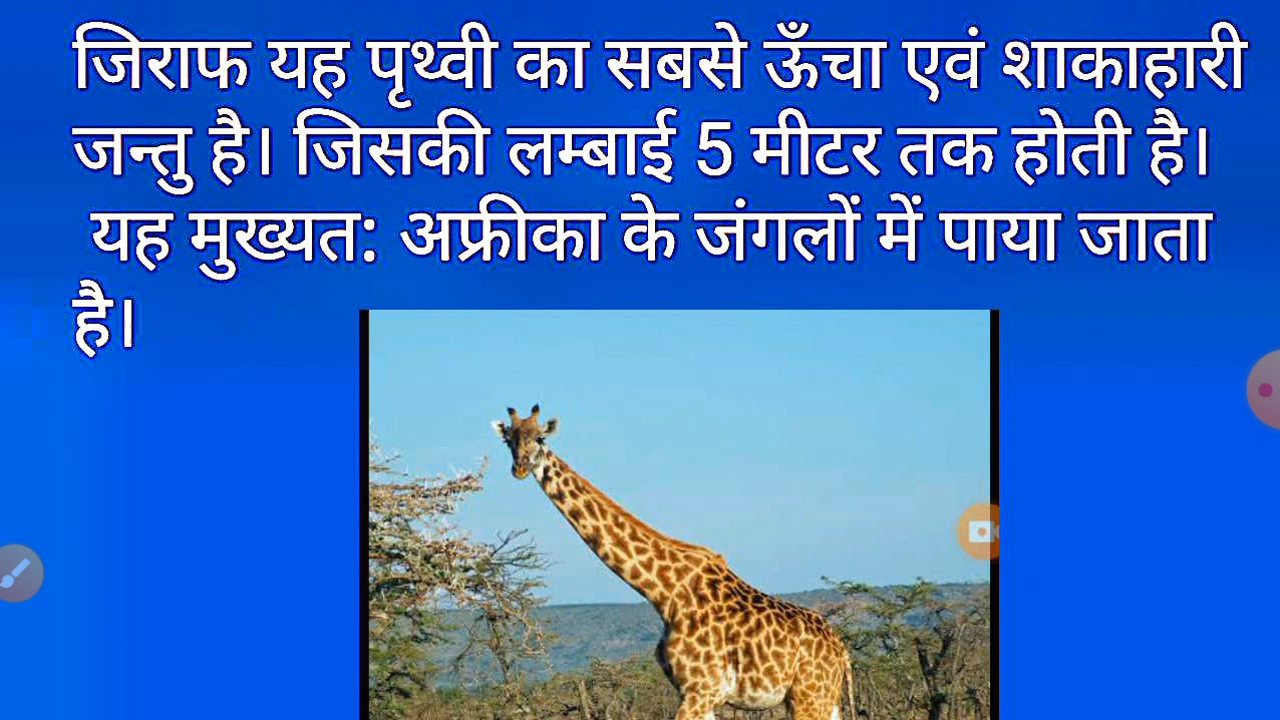 जिराफ यह पृथ्वी का सबसे ऊँचा एवं शाकाहारी
जन्तु है। जिसकी लम्बाई 5 मीटर तक होती है।
यह मुख्यत: अफ्रीका के जंगलों में पाया जाता
है।